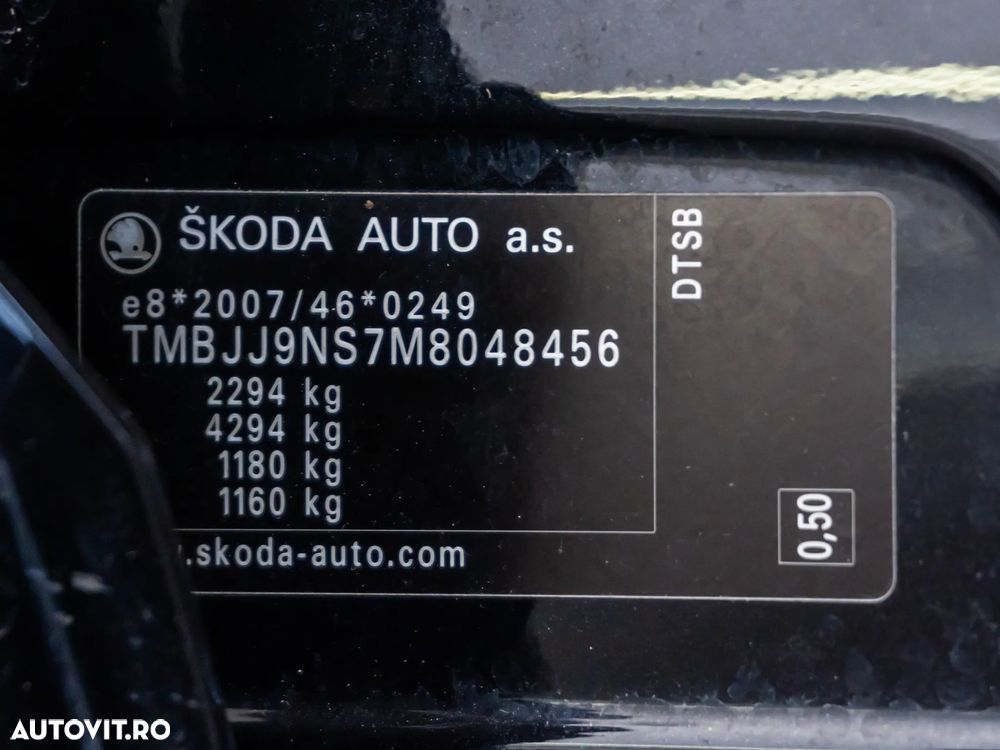 ŠKODA AUTO a.s.
DTSB
e8*2007/46*0249
TMBJJ9NS7M8048456
2294 kg
4294 kg
1180 kg
1160 kg
.skoda-auto.com
0,50
AUTOVIT.RO